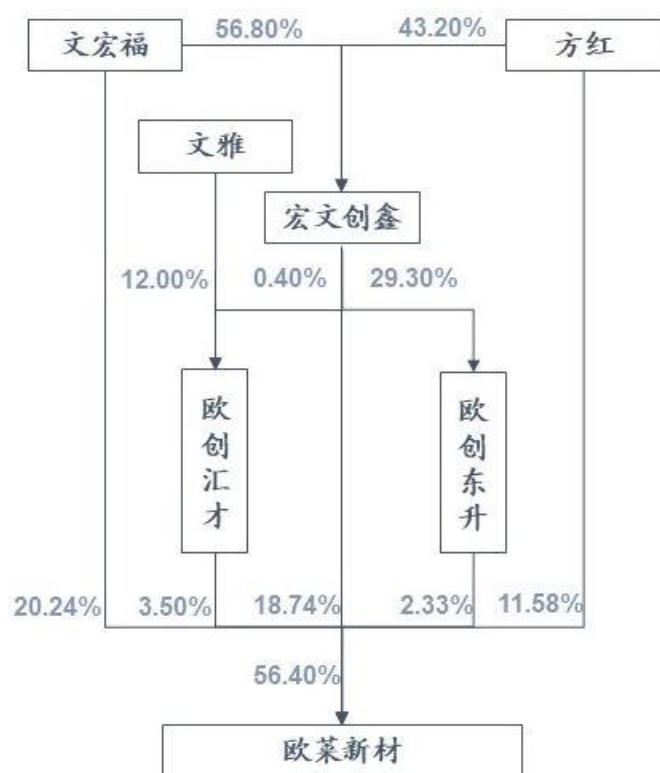 56.80%
43.20%
文宏福
方红
文雅
宏文创鑫
12.00%
0.40%
29.30%
欧创汇才
欧创东升
20.24%
3.50%
18.74%
2.33%
11.58%
56.40%
欧莱新材